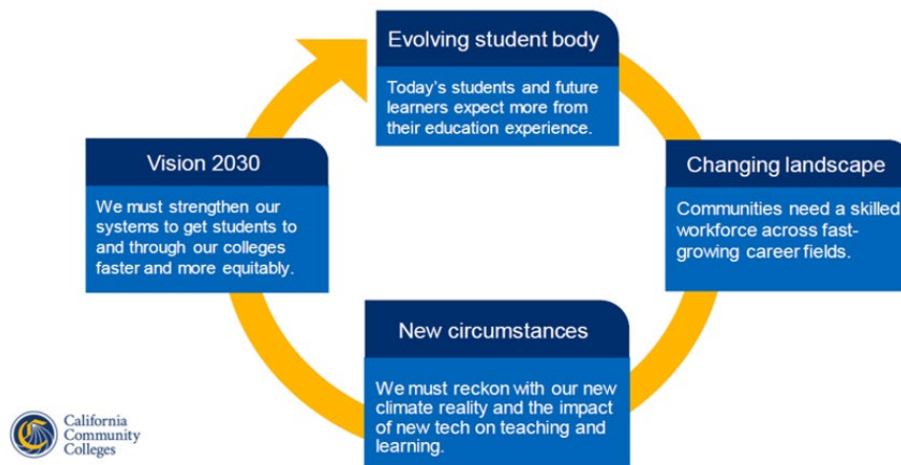 Evolving student body
Today's students and future
learners expect more from
their education experience.
Changing landscape
Communities need a skilled
workforce across fast-
growing career fields.
New circumstances
We must reckon with our new
climate reality and the impact
of new tech on teaching and
learning.
Vision 2030
We must strengthen our
systems to get students to
and through our colleges
faster and more equitably.
California
Community
Colleges